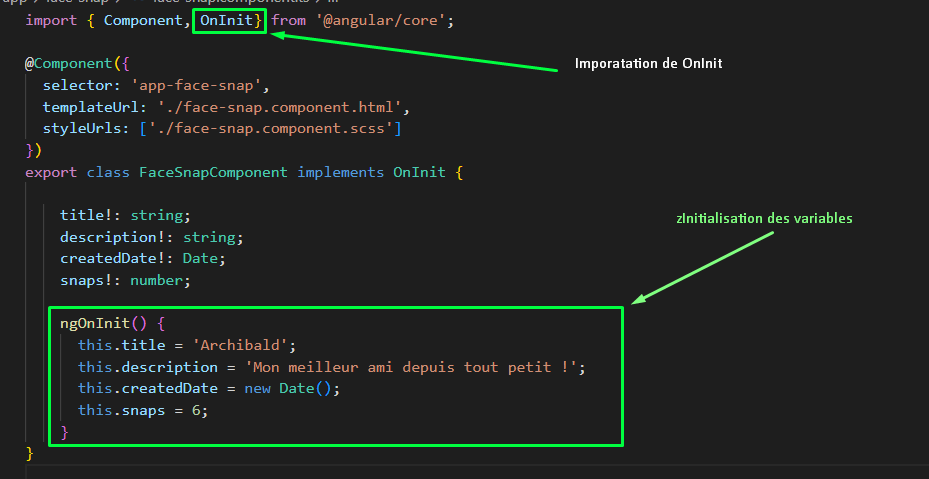 import { Component, OnInit} from '@angular/core';
Imporatation de OnInit
@Component({
selector: 'app-face-snap',
templateUrl: './face-snap.component.html',
styleUrls: ['./face-snap.component.scss']
})
export class FaceSnapComponent implements OnInit {
title!: string;
zInitialisation des variables
description!: string;
createdDate!: Date;
snaps!: number;
ngOnInit() {
this.title = 'Archibald';
this.description = 'Mon meilleur ami depuis tout petit !';
this.createdDate = new Date();
this.snaps = 6;
}
}